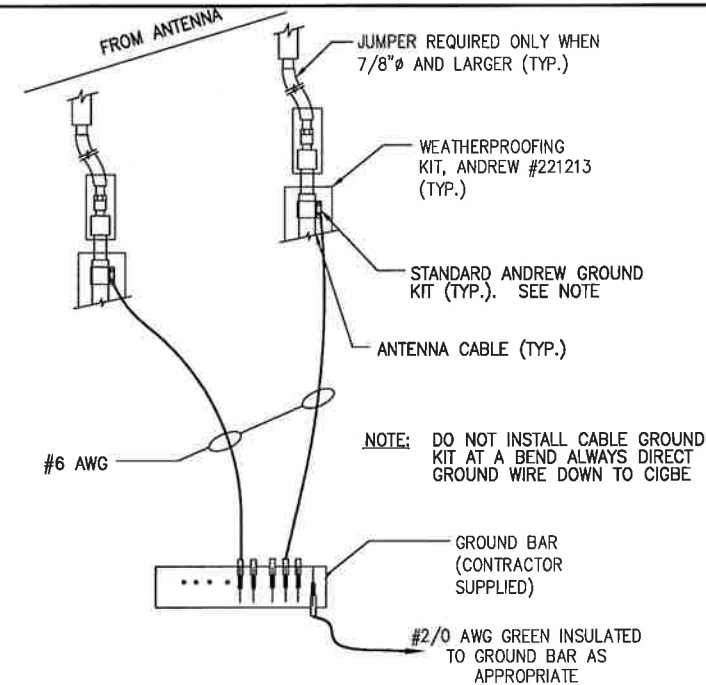 FROM ANTENNA
JUMPER REQUIRED ONLY WHEN
7/8"ø AND LARGER (TYP.)
WEATHERPROOFING
KIT, ANDREW #221213
(TYP.)
STANDARD ANDREW GROUND
KIT (TYP.). SEE NOTE
ANTENNA CABLE (TYP.)
NOTE: DO NOT INSTALL CABLE GROUND
KIT AT A BEND ALWAYS DIRECT
GROUND WIRE DOWN TO CIGBE
#6 AWG
GROUND BAR
(CONTRACTOR
SUPPLIED)
#2/0 AWG GREEN INSULATED
TO GROUND BAR AS
APPROPRIATE